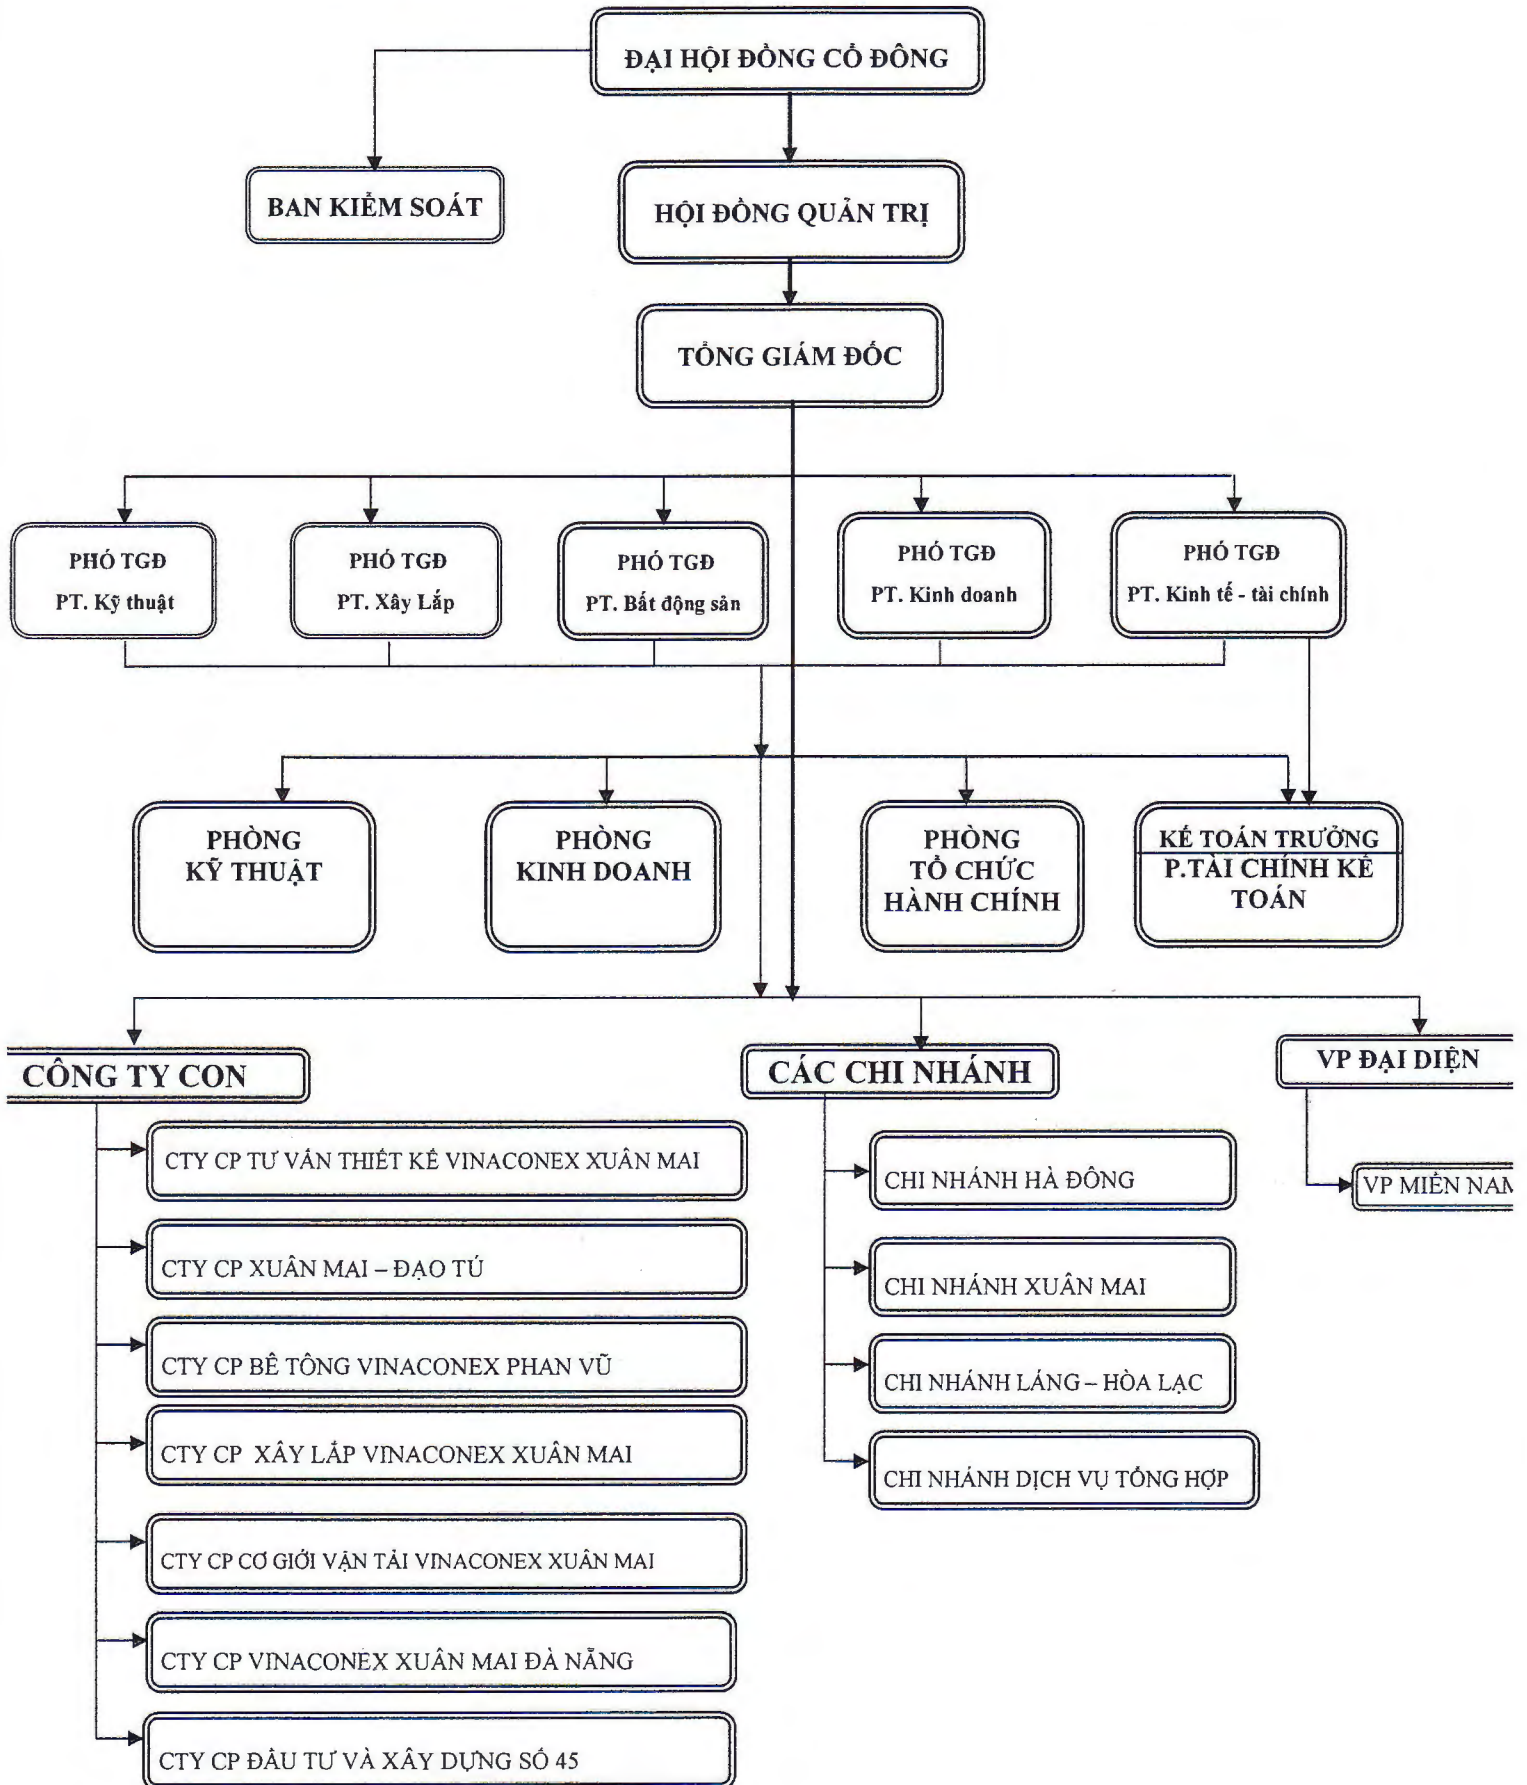 ĐẠI HỘI ĐỒNG CỔ ĐÔNG
BAN KIỂM SOÁT
HỘI ĐỒNG QUẢN TRỊ
TỔNG GIÁM ĐỐC
PHÓ TGĐ
PT. Kỹ thuật
PHÓ TGĐ
PT. Xây Lắp
PHÓ TGĐ
PT. Bất động sản
PHÓ TGĐ
PT. Kinh doanh
PHÓ TGĐ
PT. Kinh tế - tài chính
PHÒNG
KỸ THUẬT
PHÒNG
KINH DOANH
PHÒNG
TỔ CHỨC
HÀNH CHÍNH
KẾ TOÁN TRƯỞNG
P.TÀI CHÍNH KẾ
TOÁN
CÔNG TY CON
CTY CP TƯ VẤN THIẾT KẾ VINACONEX XUÂN MAI
CTY CP XUÂN MAI – ĐẠO TÚ
CTY CP BÊ TÔNG VINACONEX PHAN VŨ
CTY CP XÂY LẮP VINACONEX XUÂN MAI
CTY CP CƠ GIỚI VẬN TẢI VINACONEX XUÂN MAI
CTY CP VINACONEX XUÂN MAI ĐÀ NẴNG
CTY CP ĐẦU TƯ VÀ XÂY DỰNG SỐ 45
CÁC CHI NHÁNH
CHI NHÁNH HÀ ĐÔNG
CHI NHÁNH XUÂN MAI
CHI NHÁNH LÁNG – HÒA LẠC
CHI NHÁNH DỊCH VỤ TỔNG HỢP
VP ĐẠI DIỆN
VP MIỀN NAM